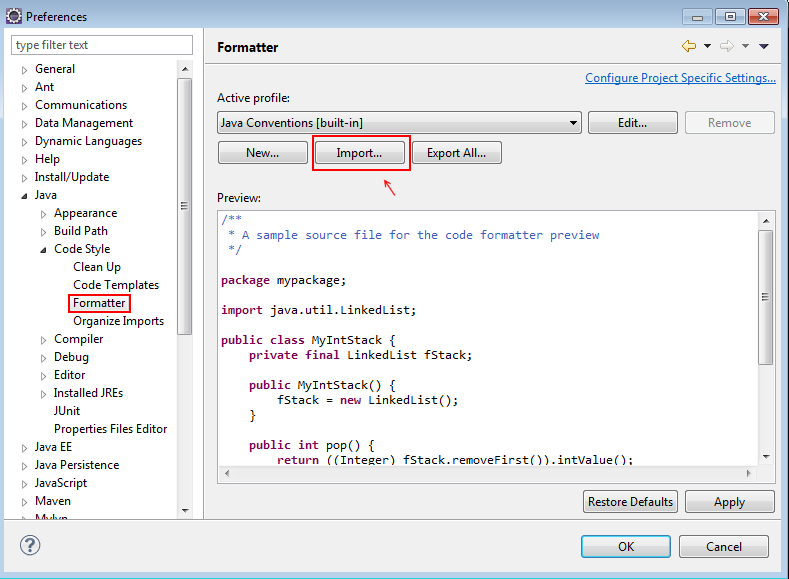 Preferences
type filter text
General
Ant
Communications
Data Management
Dynamic Languages
Help
Install/Update
Java
Appearance
Build Path
Code Style
Clean Up
Code Templates
Formatter
Organize Imports
Compiler
Debug
Editor
Installed JREs
JUnit
Properties Files Editor
Java EE
Java Persistence
JavaScript
Maven
Mylyn
Formatter
Configure Project Specific Settings...
Active profile:
Java Conventions [built-in]
Edit...
Remove
New...
Import...
Export All...
Preview:
/**
 * A sample source file for the code formatter preview
 */
package mypackage;
import java.util.LinkedList;
public class MyIntStack {
    private final LinkedList fStack;
    public MyIntStack() {
        fStack = new LinkedList();
    }
    public int pop() {
        return ((Integer) fStack.removeFirst()).intValue();
Restore Defaults
Apply
?
OK
Cancel